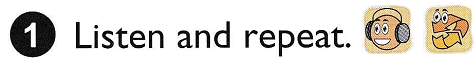 1 Listen and repeat.